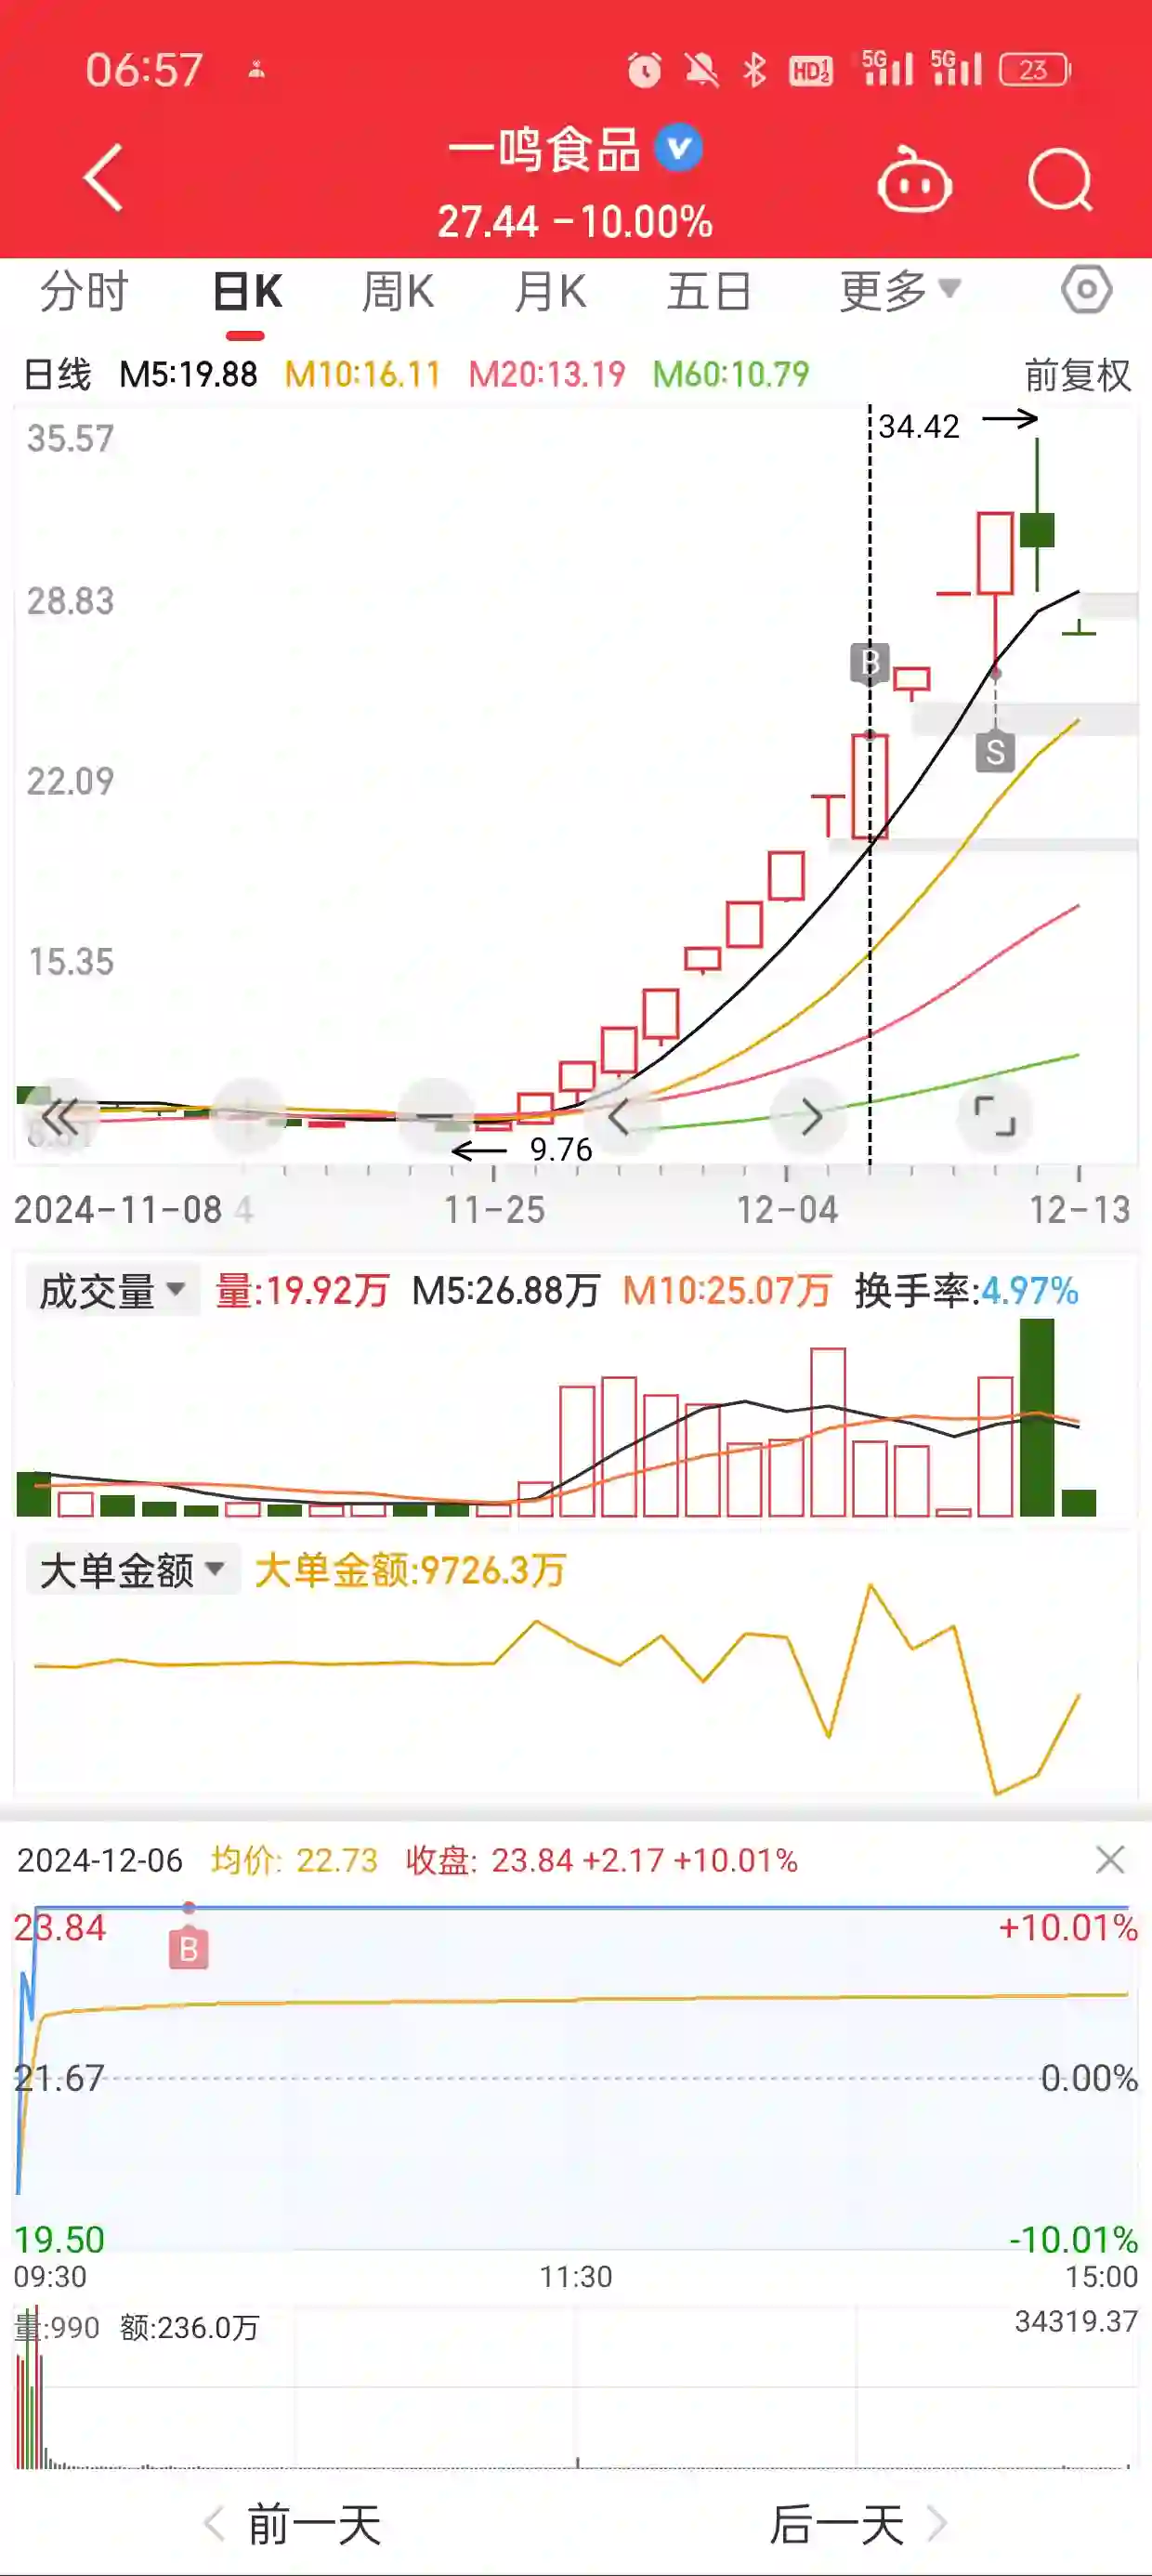 06:57
HD 1 2 5G 5G 23
一鸣食品
27.44 -10.00%
分时 日K 周K 月K 五日 更多
日线 M5:19.88 M10:16.11 M20:13.19 M60:10.79 前复权
35.57
34.42
28.83
B
S
22.09
15.35
9.76
2024-11-08 4 11-25 12-04 12-13
成交量 量:19.92万 M5:26.88万 M10:25.07万 换手率:4.97%
大单金额 大单金额:9726.3万
2024-12-06 均价: 22.73 收盘: 23.84 +2.17 +10.01%
23.84 +10.01%
B
21.67 0.00%
19.50 -10.01%
09:30 11:30 15:00
量:990 额:236.0万 34319.37
前一天 后一天